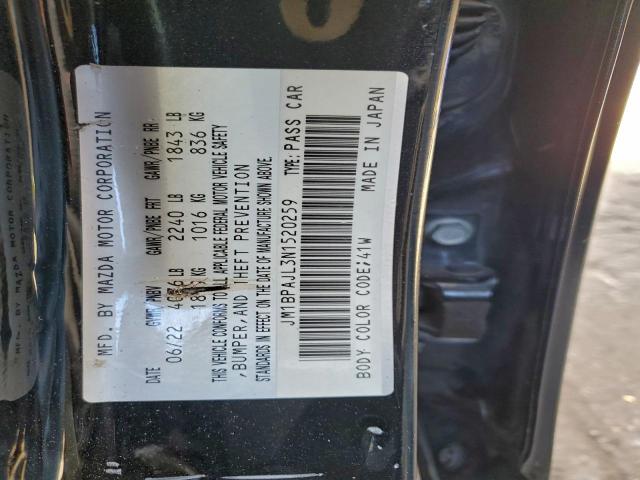 MFD. BY MAZDA MOTOR CORPORATION
DATE GVWR/PNBV GAWR/PNBE FRT GAWR/PNBE RR
06/22 LB 2240 LB 1843 LB
KG 1016 KG 836 KG
THIS VEHICLE CONFORMS TO ALL APPLICABLE FEDERAL MOTOR VEHICLE SAFETY
,BUMPER,AND THEFT PREVENTION
STANDARDS IN EFFECT ON THE DATE OF MANUFACTURE SHOWN ABOVE.
JM1BPAJL3N1520259 TYPE: PASS CAR
BODY COLOR CODE:41W MADE IN JAPAN